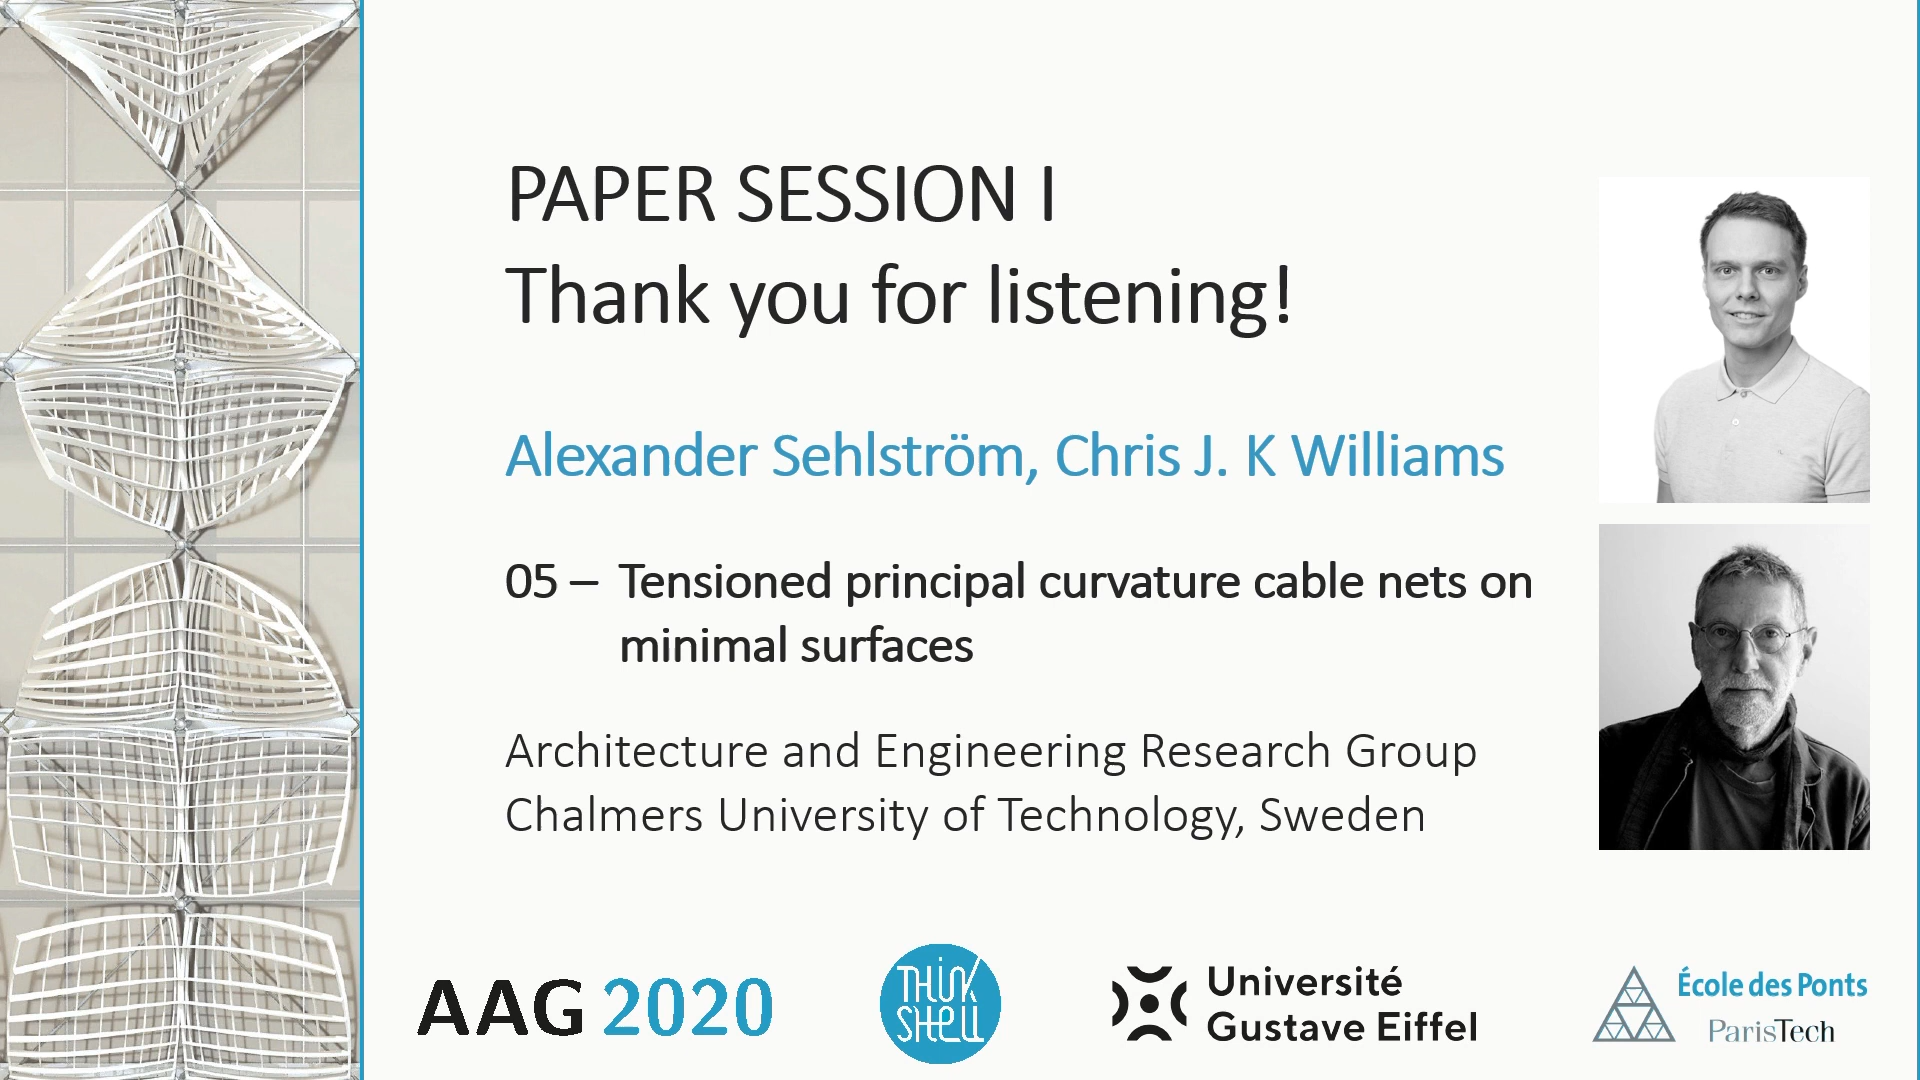 PAPER SESSION I
Thank you for listening!
Alexander Sehlström, Chris J. K Williams
05 – Tensioned principal curvature cable nets on
minimal surfaces
Architecture and Engineering Research Group
Chalmers University of Technology, Sweden
AAG 2020
THINK
SHELL
Université
Gustave Eiffel
École des Ponts
ParisTech